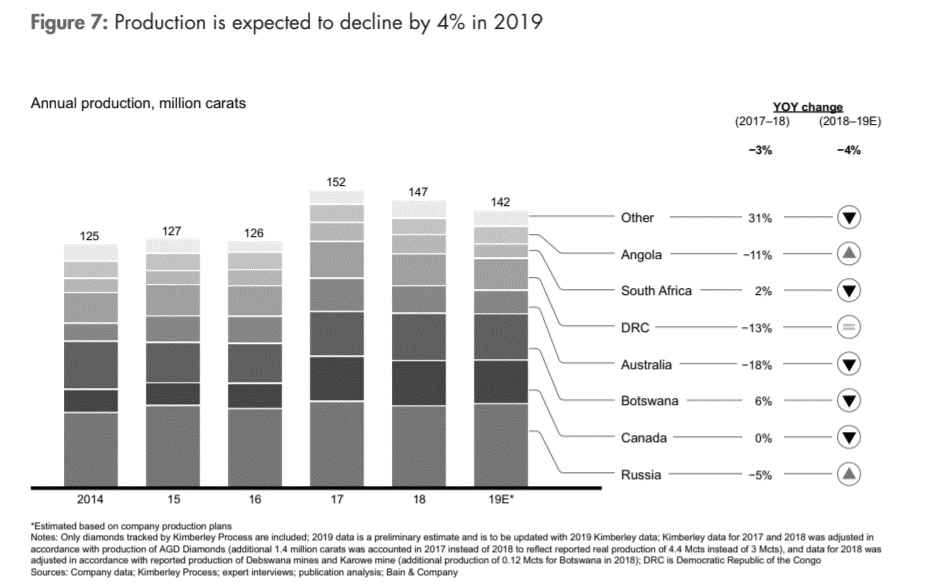 Figure 7: Production is expected to decline by 4% in 2019
Annual production, million carats
YOY change
(2017–18) (2018–19E)
−3% −4%
152
147
142
125
127
126
Other 31%
Angola −11%
South Africa 2%
DRC −13%
Australia −18%
Botswana 6%
Canada 0%
Russia −5%
2014 15 16 17 18 19E*
*Estimated based on company production plans
Notes: Only diamonds tracked by Kimberley Process are included; 2019 data is a preliminary estimate and is to be updated with 2019 Kimberley data; Kimberley data for 2017 and 2018 was adjusted in
accordance with production of AGD Diamonds (additional 1.4 million carats was accounted in 2017 instead of 2018 to reflect reported real production of 4.4 Mcts instead of 3 Mcts), and data for 2018 was
adjusted in accordance with reported production of Debswana mines and Karowe mine (additional production of 0.12 Mcts for Botswana in 2018); DRC is Democratic Republic of the Congo
Sources: Company data; Kimberley Process; expert interviews; publication analysis; Bain & Company